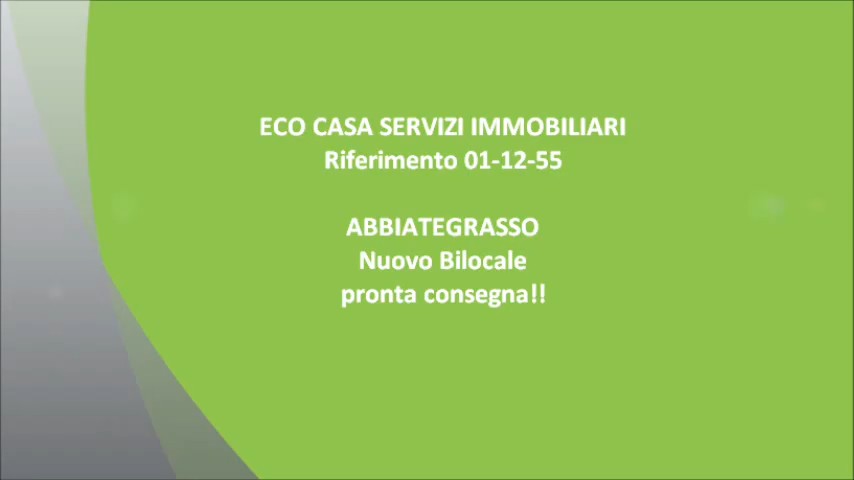 ECO CASA SERVIZI IMMOBILIARI
Riferimento 01-12-55
ABBIATEGRASSO
Nuovo Bilocale
pronta consegna!!